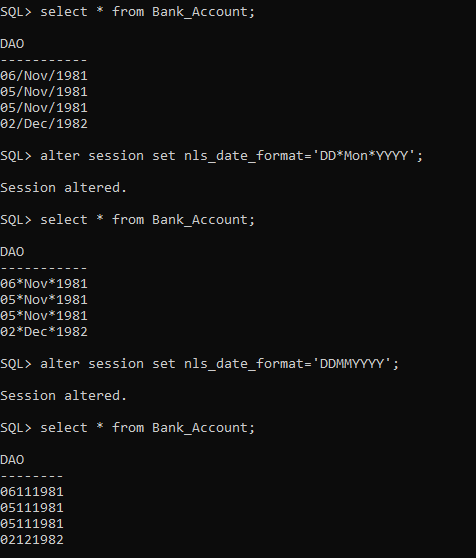 SQL> select * from Bank_Account;
DAO
-----------
06/Nov/1981
05/Nov/1981
05/Nov/1981
02/Dec/1982
SQL> alter session set nls_date_format='DD*Mon*YYYY';
Session altered.
SQL> select * from Bank_Account;
DAO
-----------
06*Nov*1981
05*Nov*1981
05*Nov*1981
02*Dec*1982
SQL> alter session set nls_date_format='DDMMYYYY';
Session altered.
SQL> select * from Bank_Account;
DAO
--------
06111981
05111981
05111981
02121982